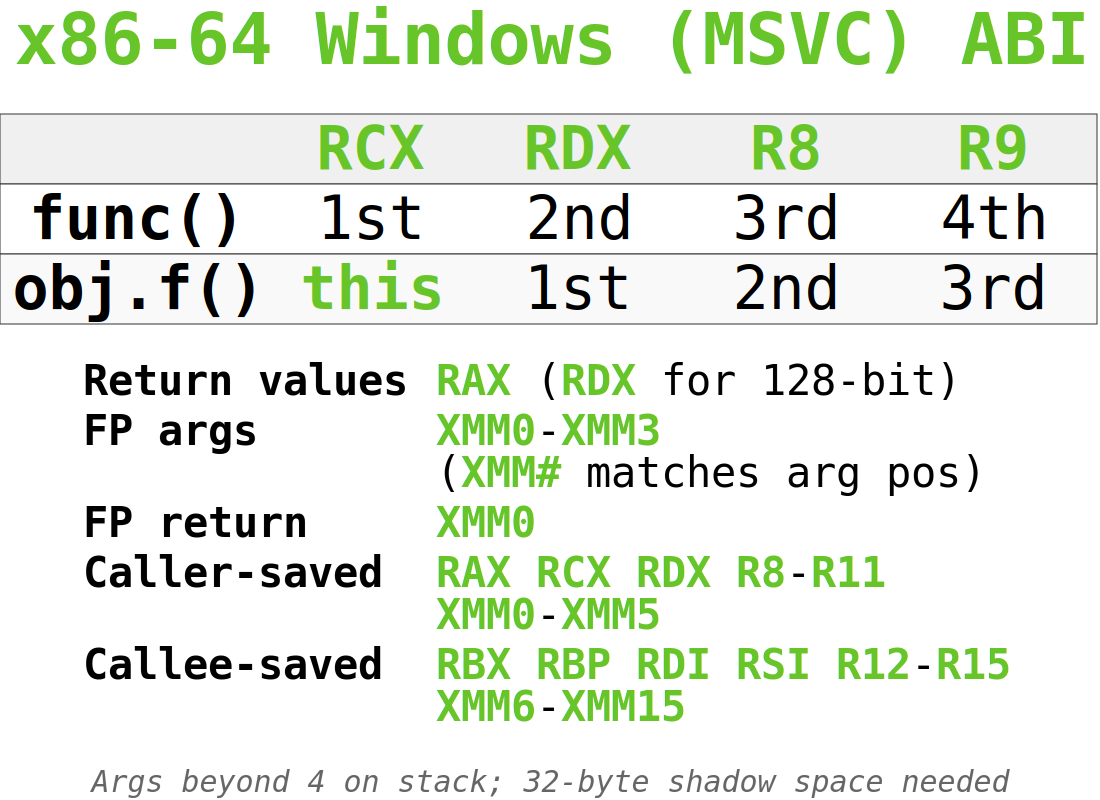 x86-64 Windows (MSVC) ABI
RCX RDX R8 R9
func() 1st 2nd 3rd 4th
obj.f() this 1st 2nd 3rd
Return values RAX (RDX for 128-bit)
FP args XMM0-XMM3
(XMM# matches arg pos)
FP return XMM0
Caller-saved RAX RCX RDX R8-R11
XMM0-XMM5
Callee-saved RBX RBP RDI RSI R12-R15
XMM6-XMM15
Args beyond 4 on stack; 32-byte shadow space needed